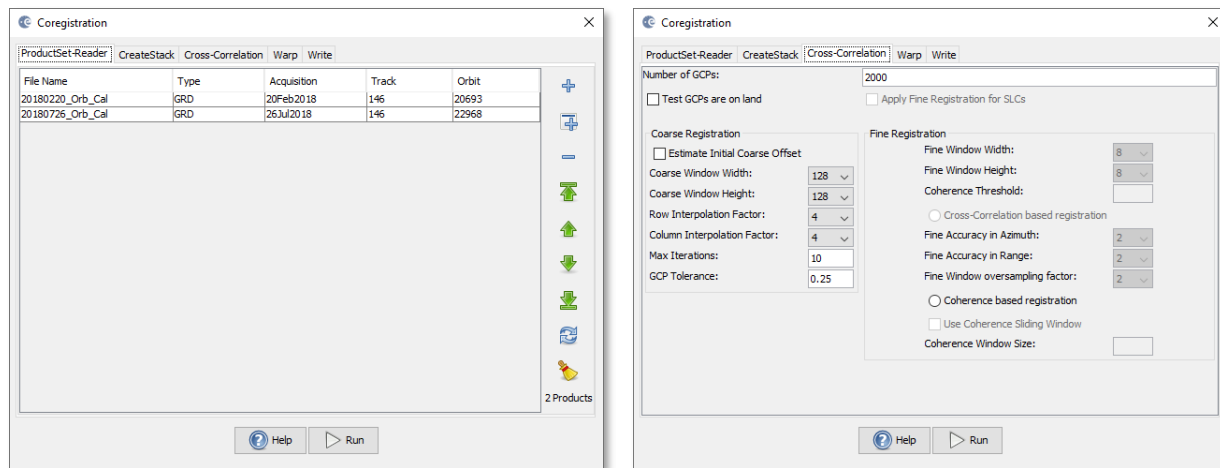 Coregistration
ProductSet-Reader CreateStack Cross-Correlation Warp Write
File Name Type Acquisition Track Orbit
20180220_Orb_Cal GRD 20Feb2018 146 20693
20180726_Orb_Cal GRD 26Jul2018 146 22968
2 Products
Help Run
Coregistration
ProductSet-Reader CreateStack Cross-Correlation Warp Write
Number of GCPs: 2000
Test GCPs are on land Apply Fine Registration for SLCs
Coarse Registration
Estimate Initial Coarse Offset
Coarse Window Width: 128
Coarse Window Height: 128
Row Interpolation Factor: 4
Column Interpolation Factor: 4
Max Iterations: 10
GCP Tolerance: 0.25
Fine Registration
Fine Window Width: 8
Fine Window Height: 8
Coherence Threshold:
Cross-Correlation based registration
Fine Accuracy in Azimuth: 2
Fine Accuracy in Range: 2
Fine Window oversampling factor: 2
Coherence based registration
Use Coherence Sliding Window
Coherence Window Size:
Help Run